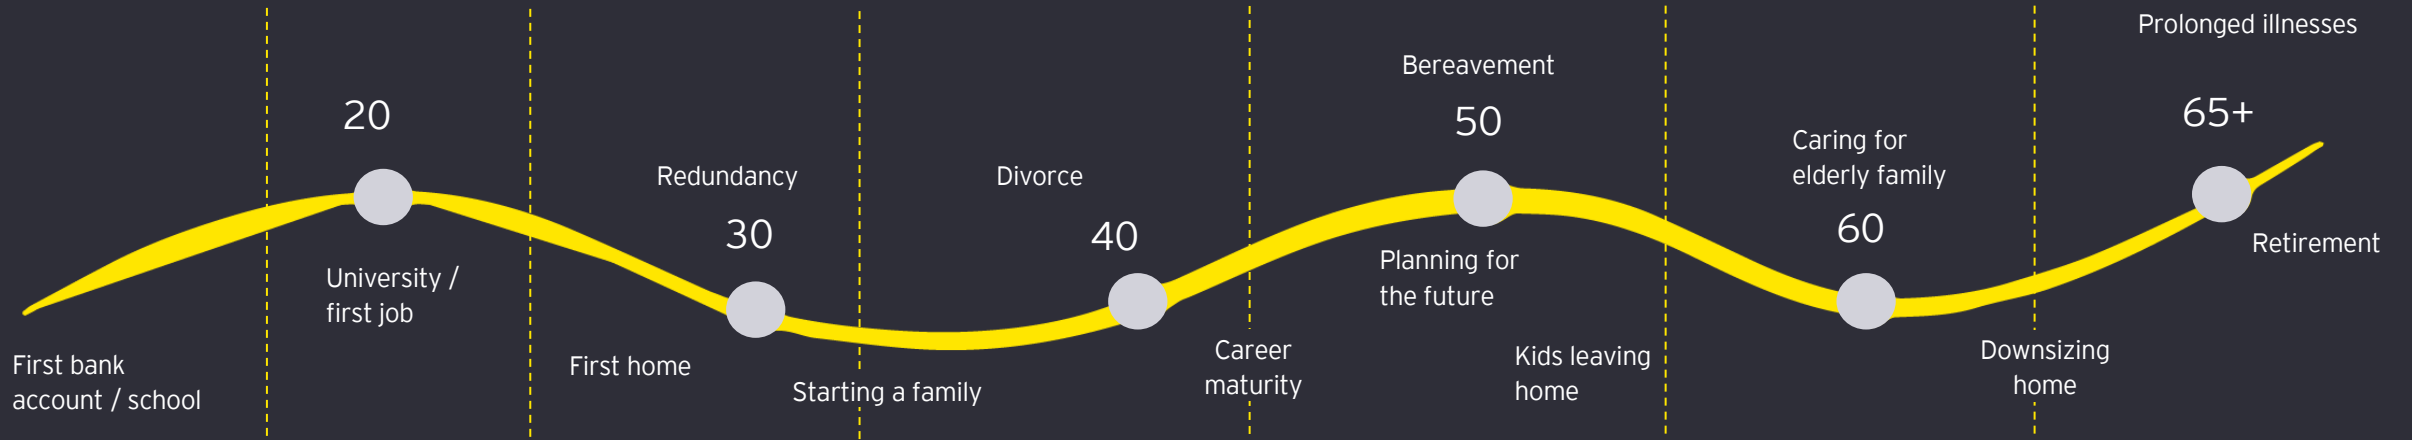 First bank
account / school
20
University /
first job
First home
Redundancy
30
Starting a family
Divorce
40
Career
maturity
Bereavement
50
Planning for
the future
Kids leaving
home
Caring for
elderly family
60
Downsizing
home
Prolonged illnesses
65+
Retirement